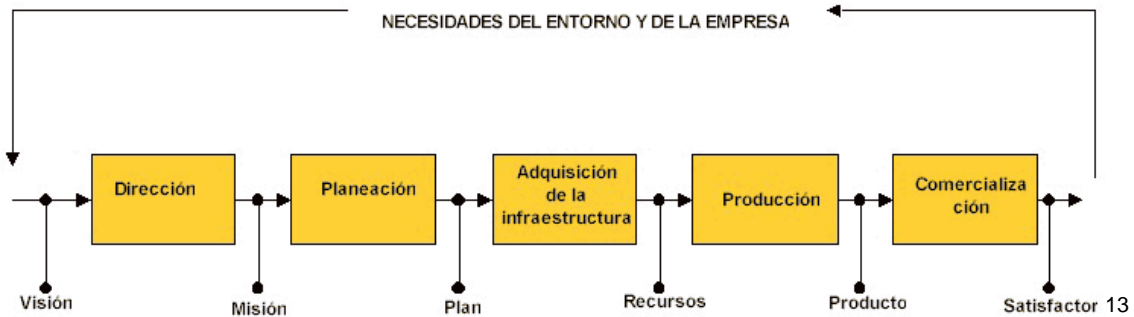 NECESIDADES DEL ENTORNO Y DE LA EMPRESA
Dirección
Planeación
Adquisición
de la
infraestructura
Producción
Comercializa
ción
Visión
Misión
Plan
Recursos
Producto
Satisfactor 13